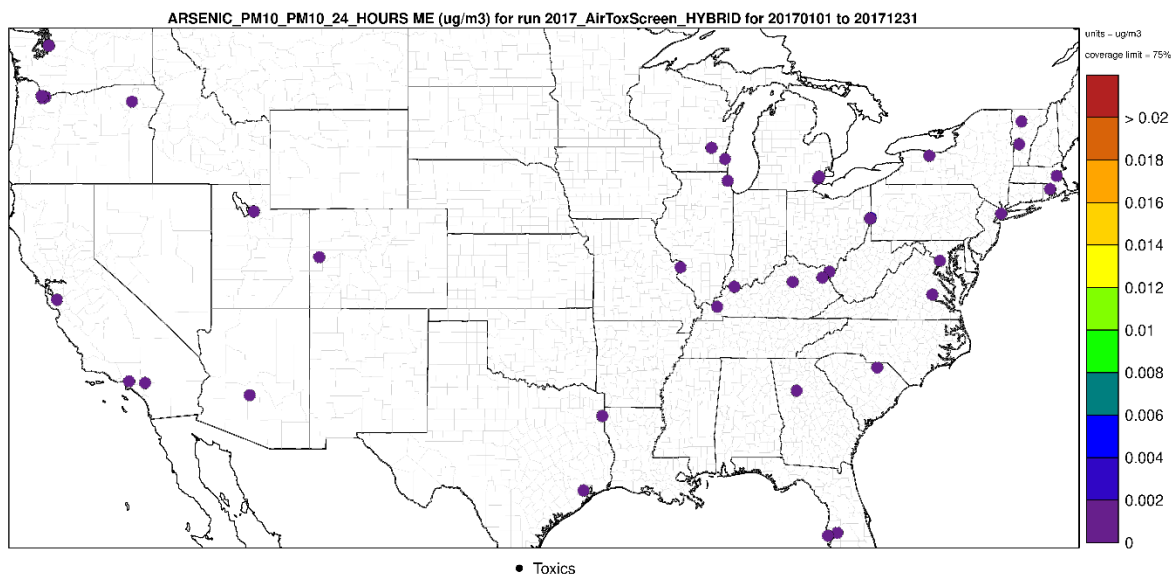 ARSENIC_PM10_PM10_24_HOURS ME (ug/m3) for run 2017_AirToxScreen_HYBRID for 20170101 to 20171231
units = ug/m3
coverage limit = 75%
> 0.02
0.018
0.016
0.014
0.012
0.01
0.008
0.006
0.004
0.002
0
Toxics